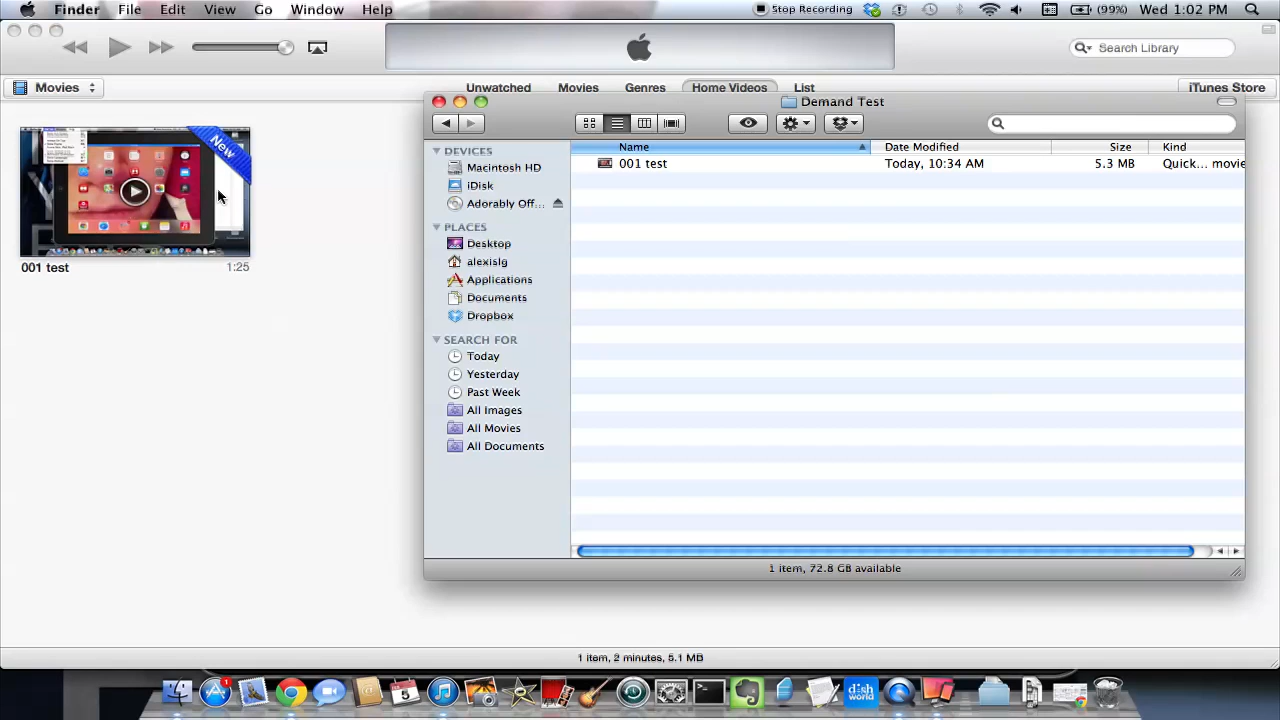 Finder File Edit View Go Window Help Stop Recording (99%) Wed 1:02 PM
Search Library
Movies Unwatched Movies Genres Home Videos List iTunes Store
Demand Test
New
001 test 1:25
DEVICES
Macintosh HD
iDisk
Adorably Off...
PLACES
Desktop
alexislg
Applications
Documents
Dropbox
SEARCH FOR
Today
Yesterday
Past Week
All Images
All Movies
All Documents
Name Date Modified Size Kind
001 test Today, 10:34 AM 5.3 MB Quick... movie
1 item, 72.8 GB available
1 item, 2 minutes, 5.1 MB
1
5
dish
world